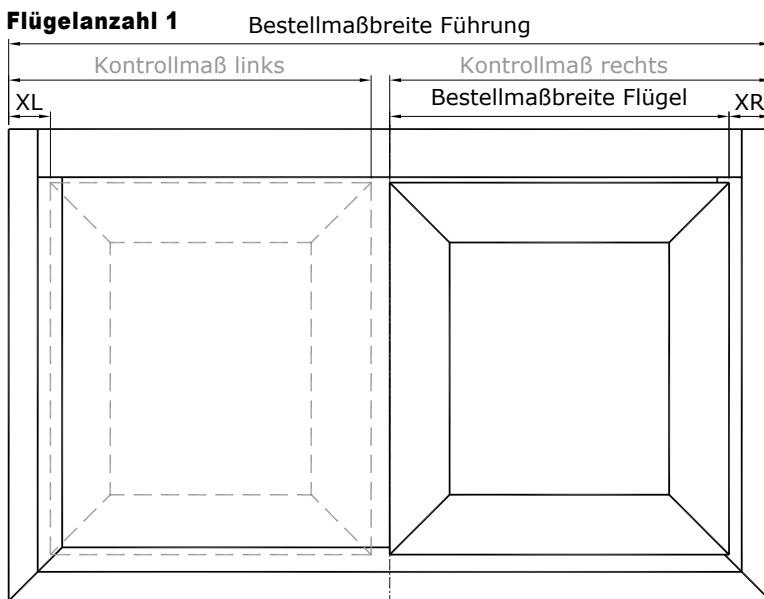 Flügelanzahl 1
Bestellmaßbreite Führung
Kontrollmaß links
Kontrollmaß rechts
XL
Bestellmaßbreite Flügel
XR